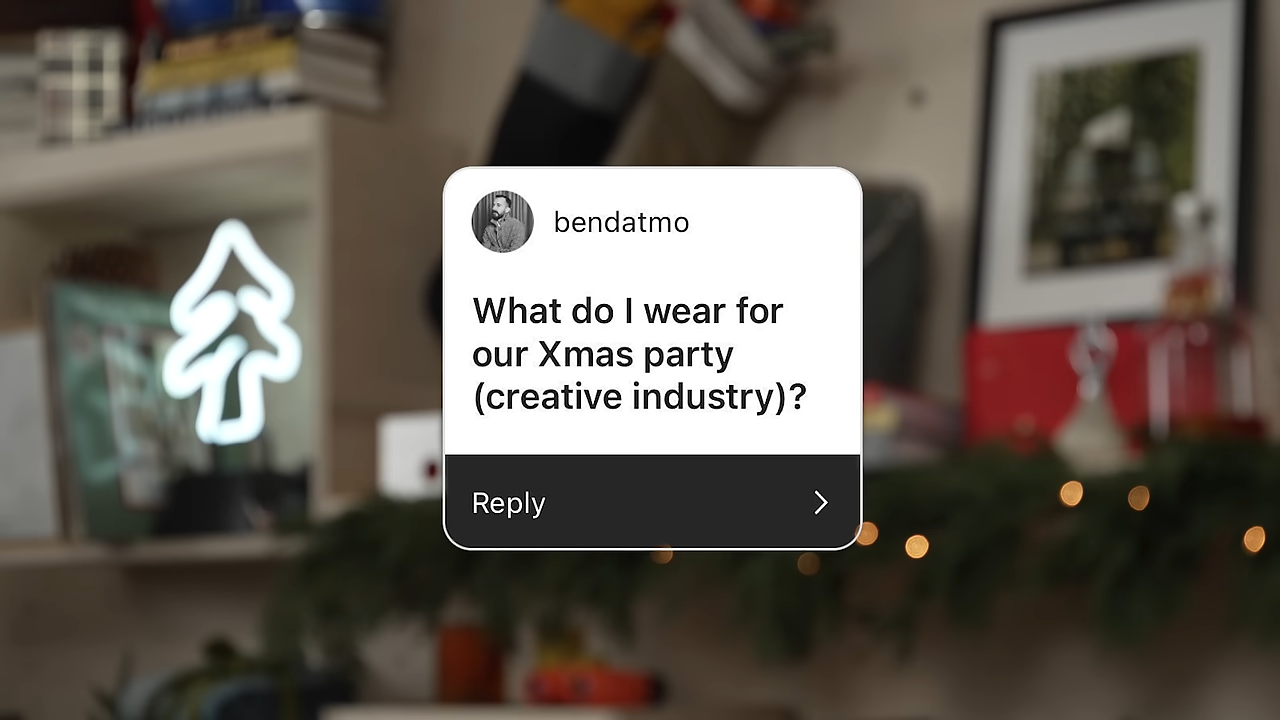 bendatmo
What do I wear for
our Xmas party
(creative industry)?
Reply